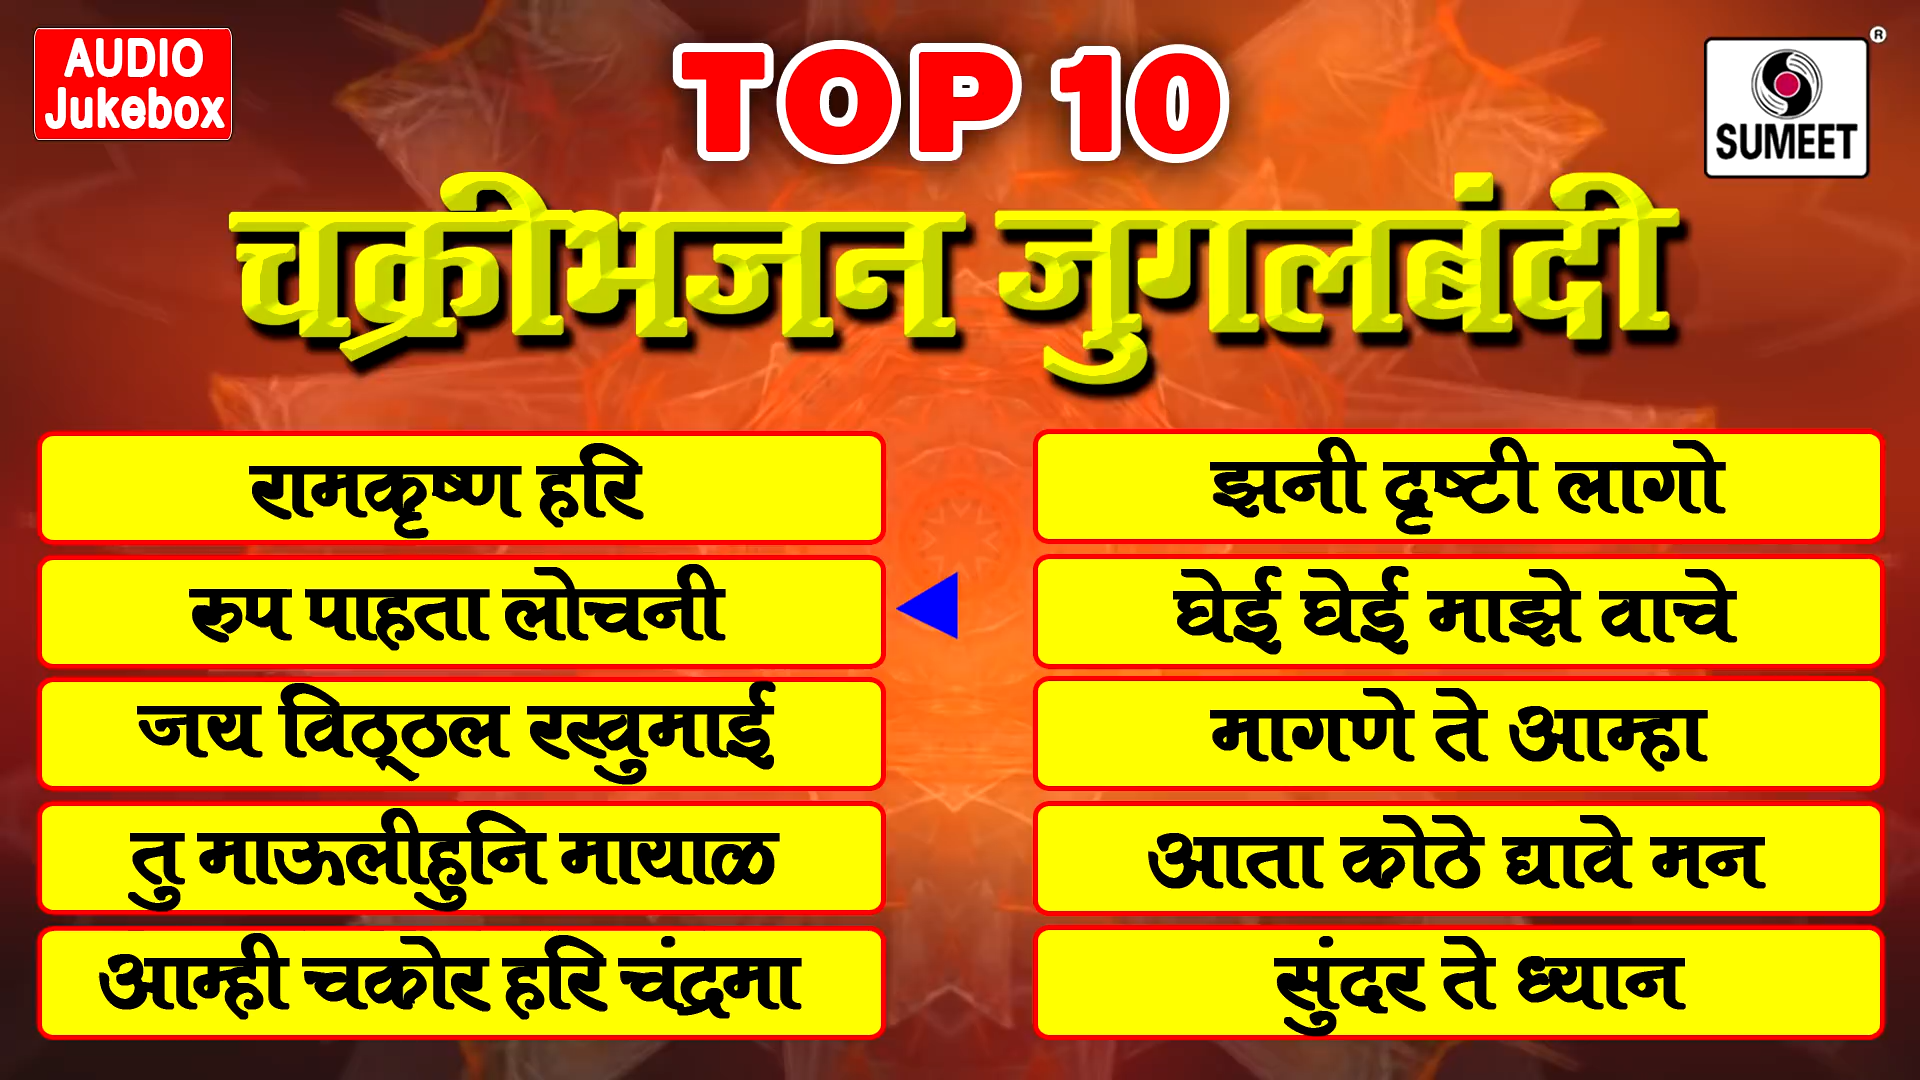 AUDIO
Jukebox
TOP 10
SUMEET
®
चक्रीभजन जुगलबंदी
रामकृष्ण हरि
रुप पाहता लोचनी
जय विठ्ठल रखुमाई
तु माऊलीहुनि मायाळ
आम्ही चकोर हरि चंद्रमा
झनी दृष्टी लागो
घेई घेई माझे वाचे
मागणे ते आम्हा
आता कोठे द्यावे मन
सुंदर ते ध्यान